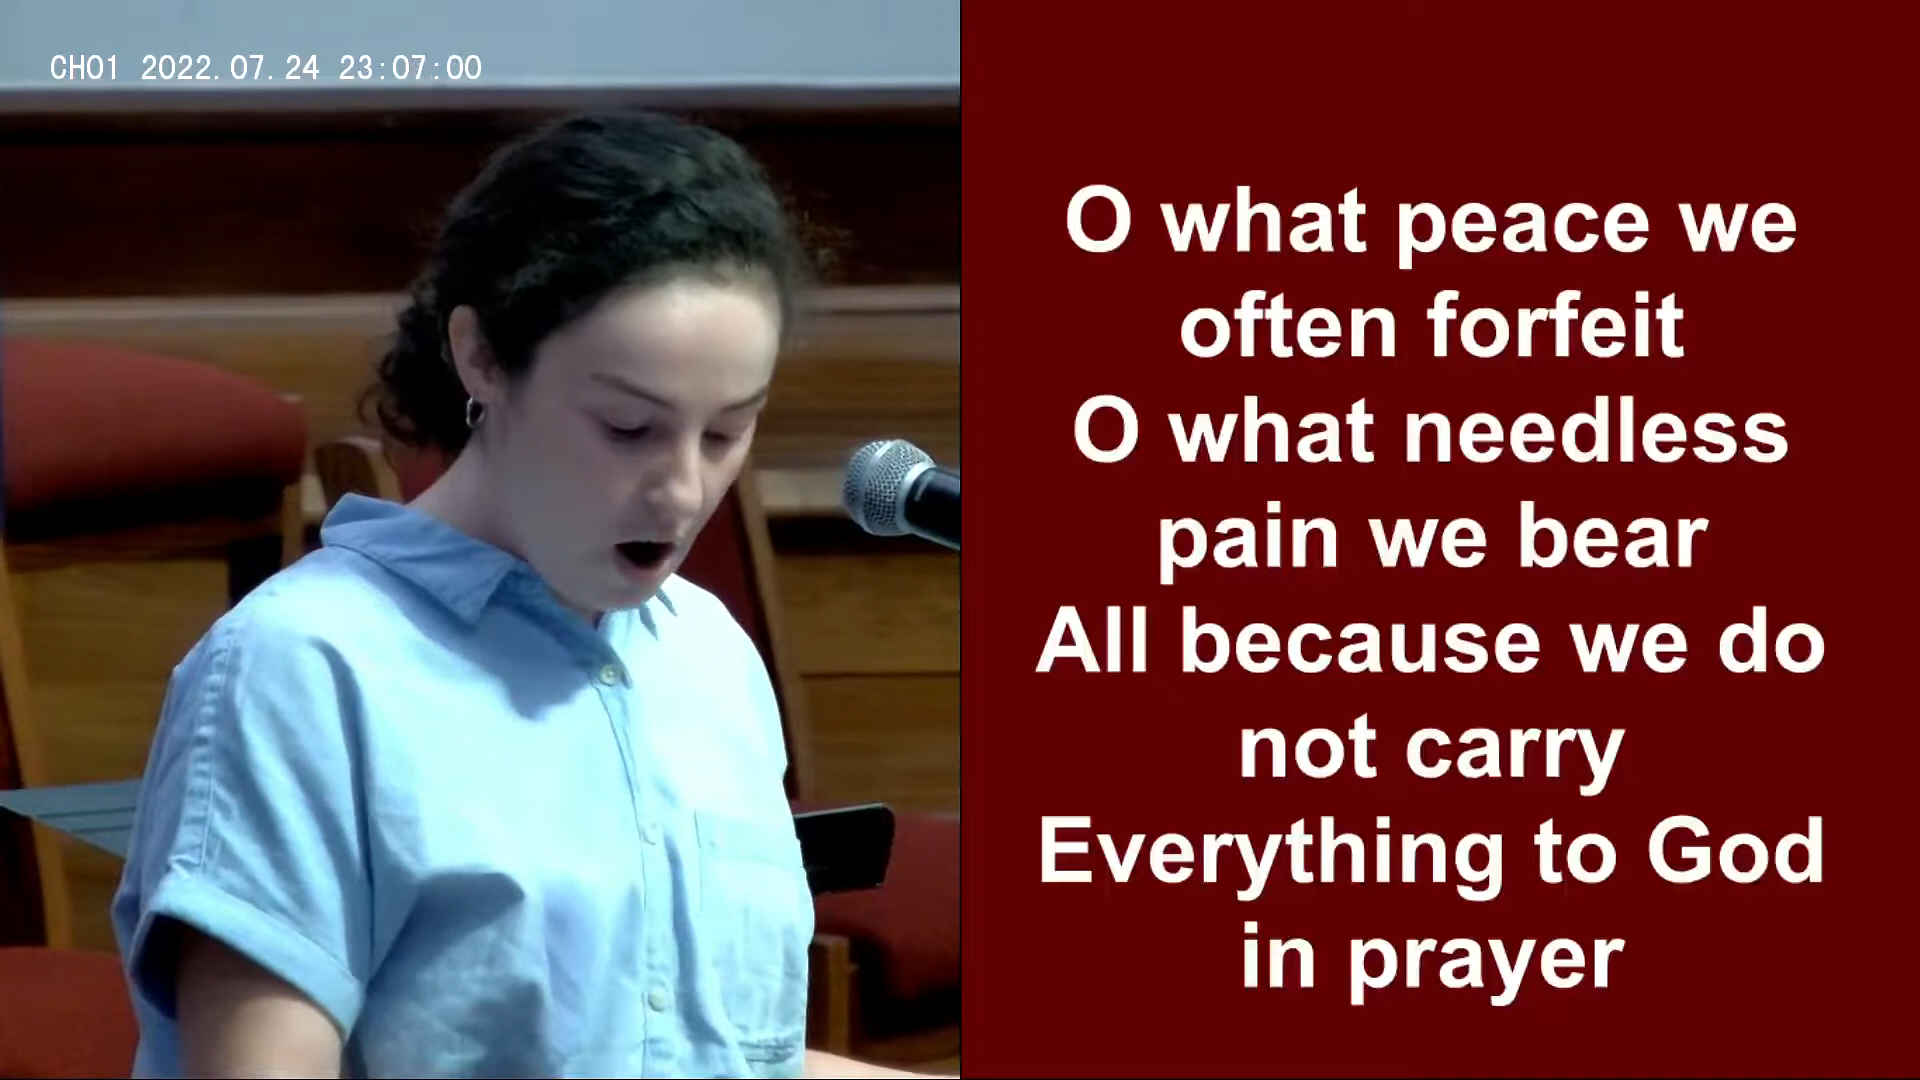 CH01 2022.07.24 23:07:00
O what peace we
often forfeit
O what needless
pain we bear
All because we do
not carry
Everything to God
in prayer